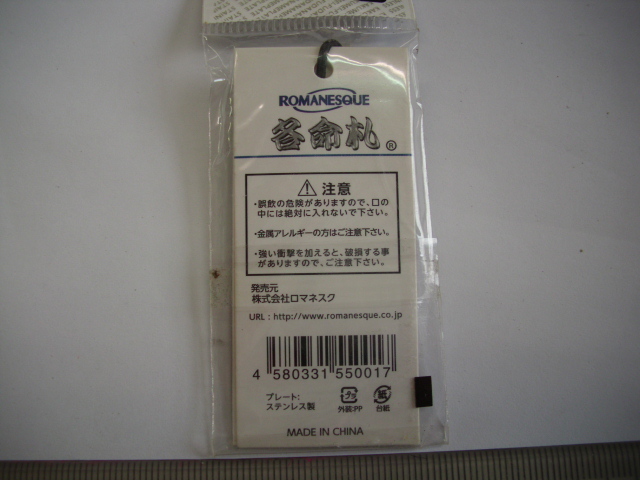 ROMANESQUE
各命札®
注意
・誤飲の危険がありますので、口の
中には絶対に入れないで下さい。
・金属アレルギーの方はご注意下さい。
・強い衝撃を加えると、破損する事
がありますので、ご注意下さい。
発売元
株式会社ロマネスク
URL : http://www.romanesque.co.jp
4 580331 550017
プレート:
ステンレス製
プラ
外装:PP
紙
台紙
MADE IN CHINA